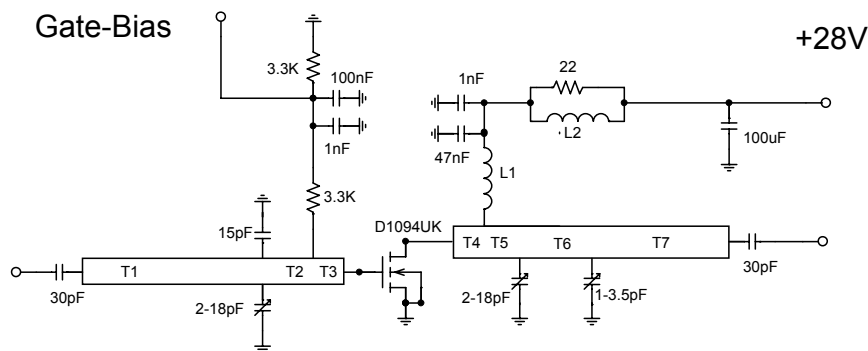 Gate-Bias
+28V
3.3K
100nF
1nF
3.3K
15pF
T1
T2
T3
30pF
2-18pF
D1094UK
1nF
22
L2
47nF
L1
100uF
T4
T5
T6
T7
2-18pF
1-3.5pF
30pF